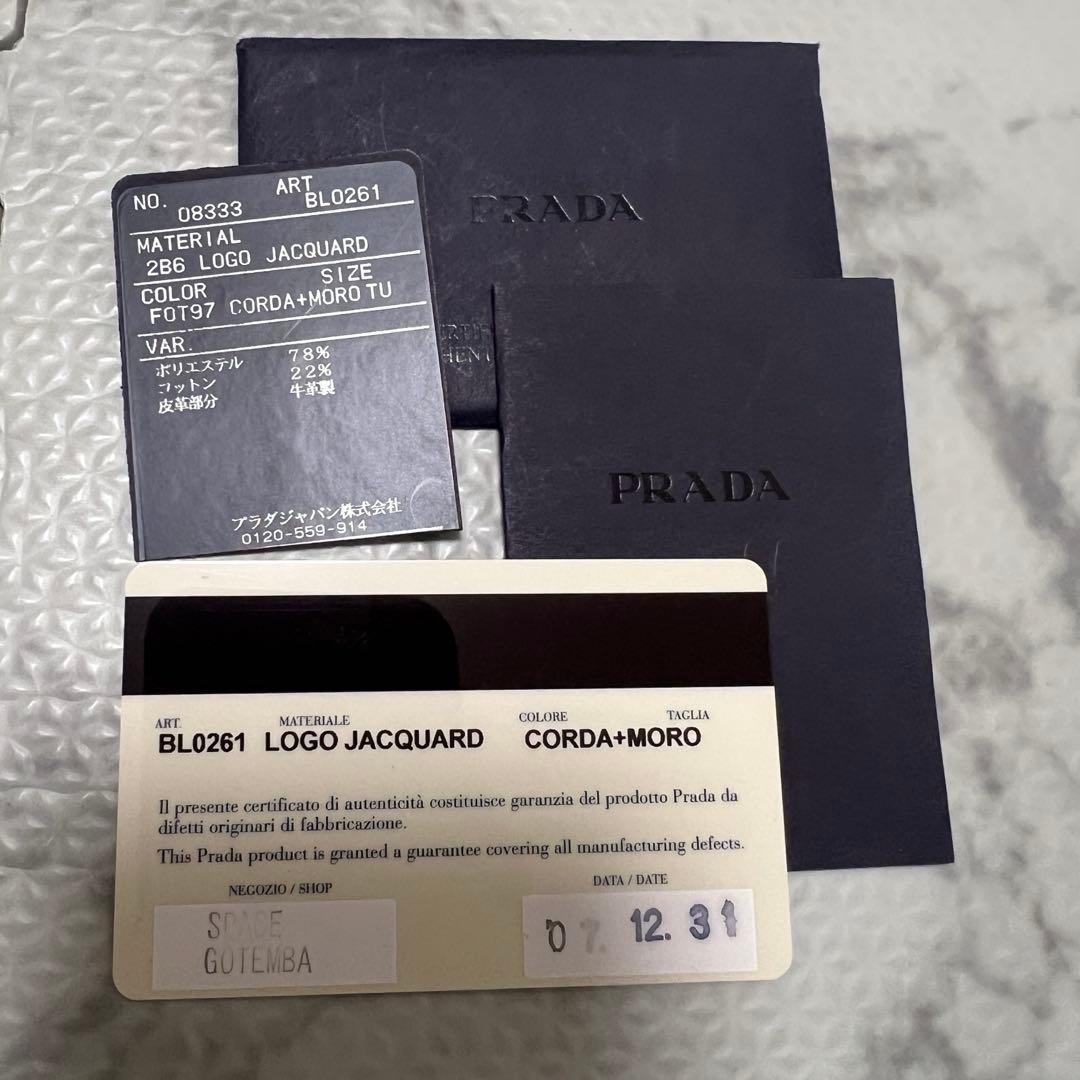 PRADA
NO. 08333 ART BL0261
MATERIAL
2B6 LOGO JACQUARD
COLOR SIZE
F0T97 CORDA+MORO TU
VAR.
ポリエステル 78%
コットン 22%
皮革部分 牛革製
プラダジャパン株式会社
0120-559-914
PRADA
ART. MATERIALE COLORE TAGLIA
BL0261 LOGO JACQUARD CORDA+MORO
Il presente certificato di autenticità costituisce garanzia del prodotto Prada da
difetti originari di fabbricazione.
This Prada product is granted a guarantee covering all manufacturing defects.
NEGOZIO / SHOP DATA / DATE
SPACE
GOTEMBA
07. 12. 31